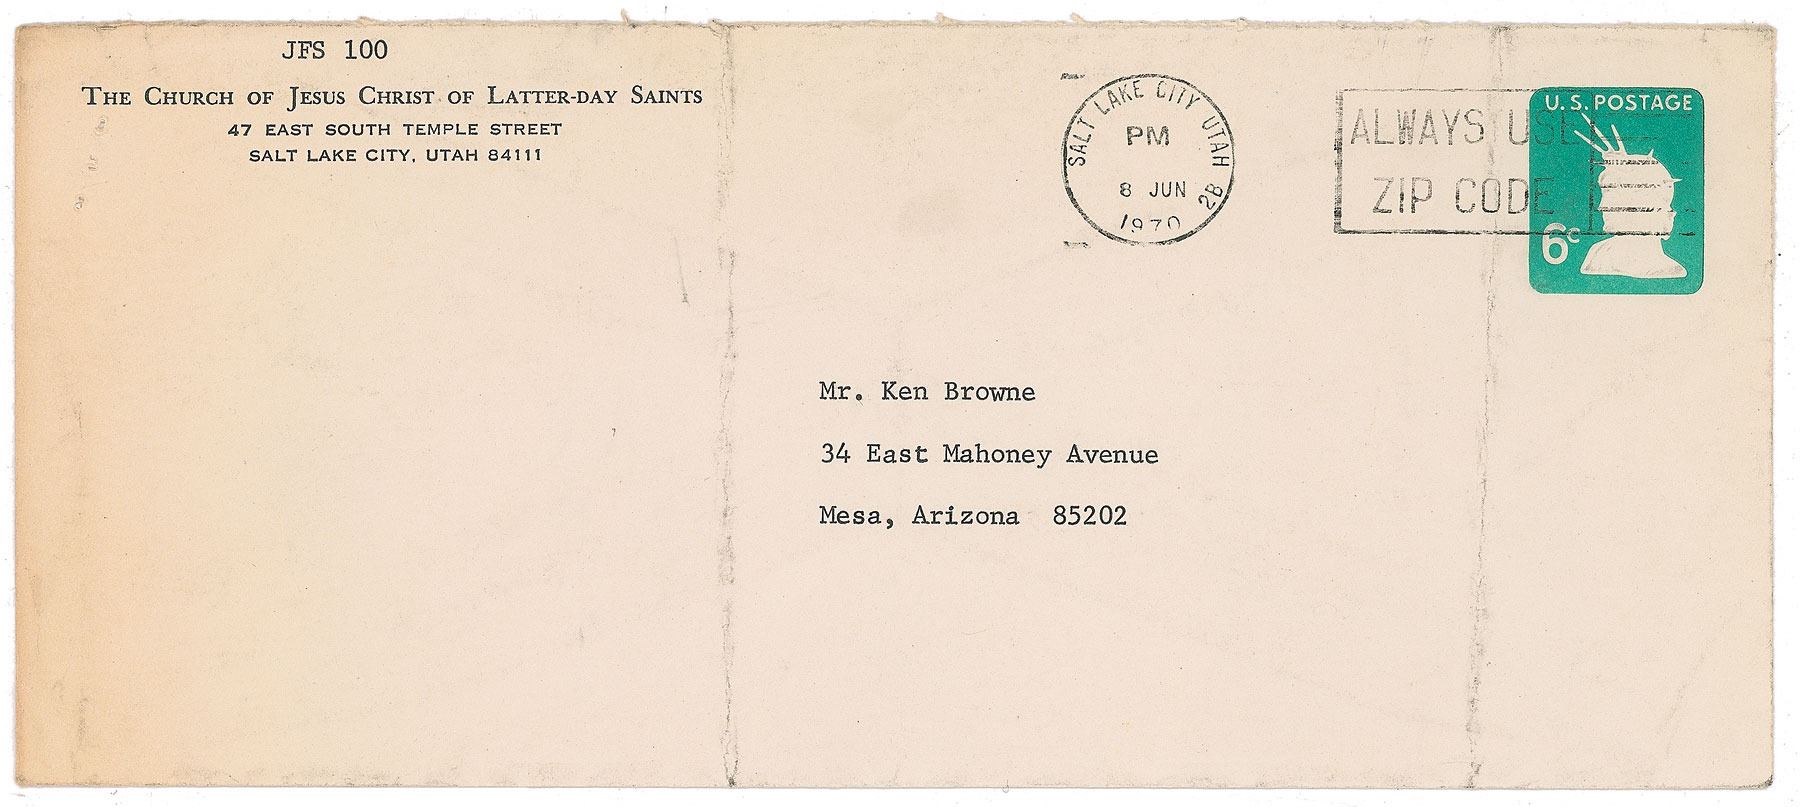 JFS 100
THE CHURCH OF JESUS CHRIST OF LATTER-DAY SAINTS
47 EAST SOUTH TEMPLE STREET
SALT LAKE CITY, UTAH 84111
SALT LAKE CITY UTAH
PM
8 JUN
2B
1970
ALWAYS USE
ZIP CODE
U.S. POSTAGE
6c
Mr. Ken Browne
34 East Mahoney Avenue
Mesa, Arizona 85202